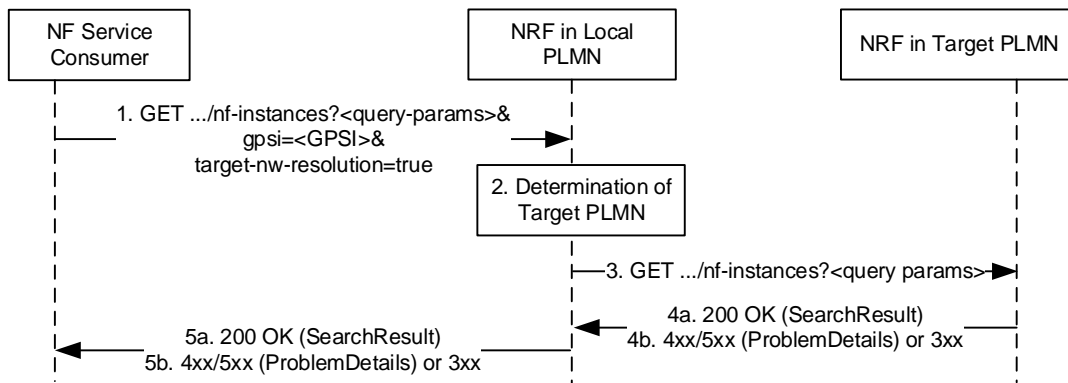 NF Service
Consumer
NRF in Local
PLMN
NRF in Target PLMN
1. GET .../nf-instances?<query-params>&
gpsi=<GPSI>&
target-nw-resolution=true
2. Determination of
Target PLMN
3. GET .../nf-instances?<query params>
4a. 200 OK (SearchResult)
4b. 4xx/5xx (ProblemDetails) or 3xx
5a. 200 OK (SearchResult)
5b. 4xx/5xx (ProblemDetails) or 3xx